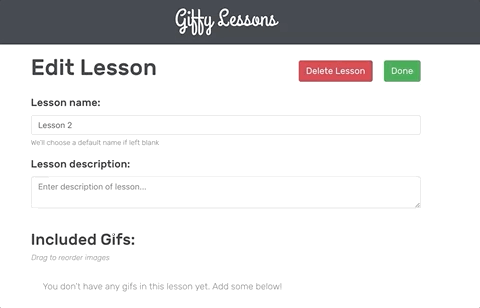 Giffy Lessons
Edit Lesson
Delete Lesson
Done
Lesson name:
Lesson 2
We'll choose a default name if left blank
Lesson description:
Enter description of lesson...
Included Gifs:
Drag to reorder images
You don't have any gifs in this lesson yet. Add some below!